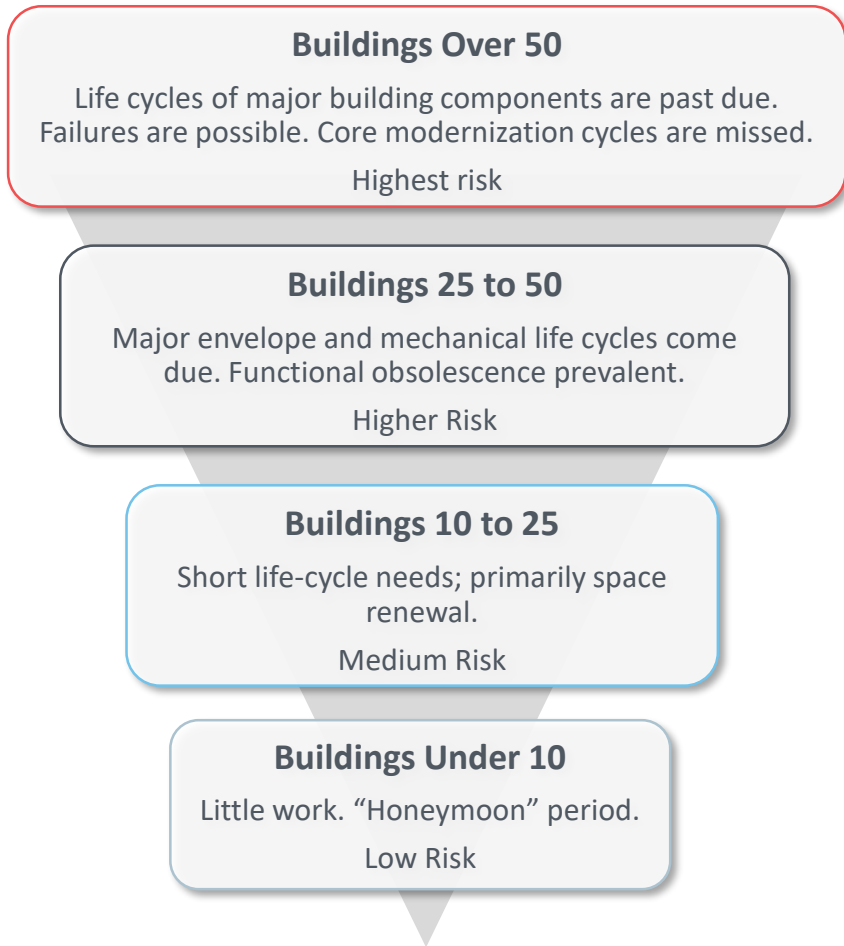 Buildings Over 50
Life cycles of major building components are past due.
Failures are possible. Core modernization cycles are missed.
Highest risk
Buildings 25 to 50
Major envelope and mechanical life cycles come
due. Functional obsolescence prevalent.
Higher Risk
Buildings 10 to 25
Short life-cycle needs; primarily space
renewal.
Medium Risk
Buildings Under 10
Little work. “Honeymoon” period.
Low Risk